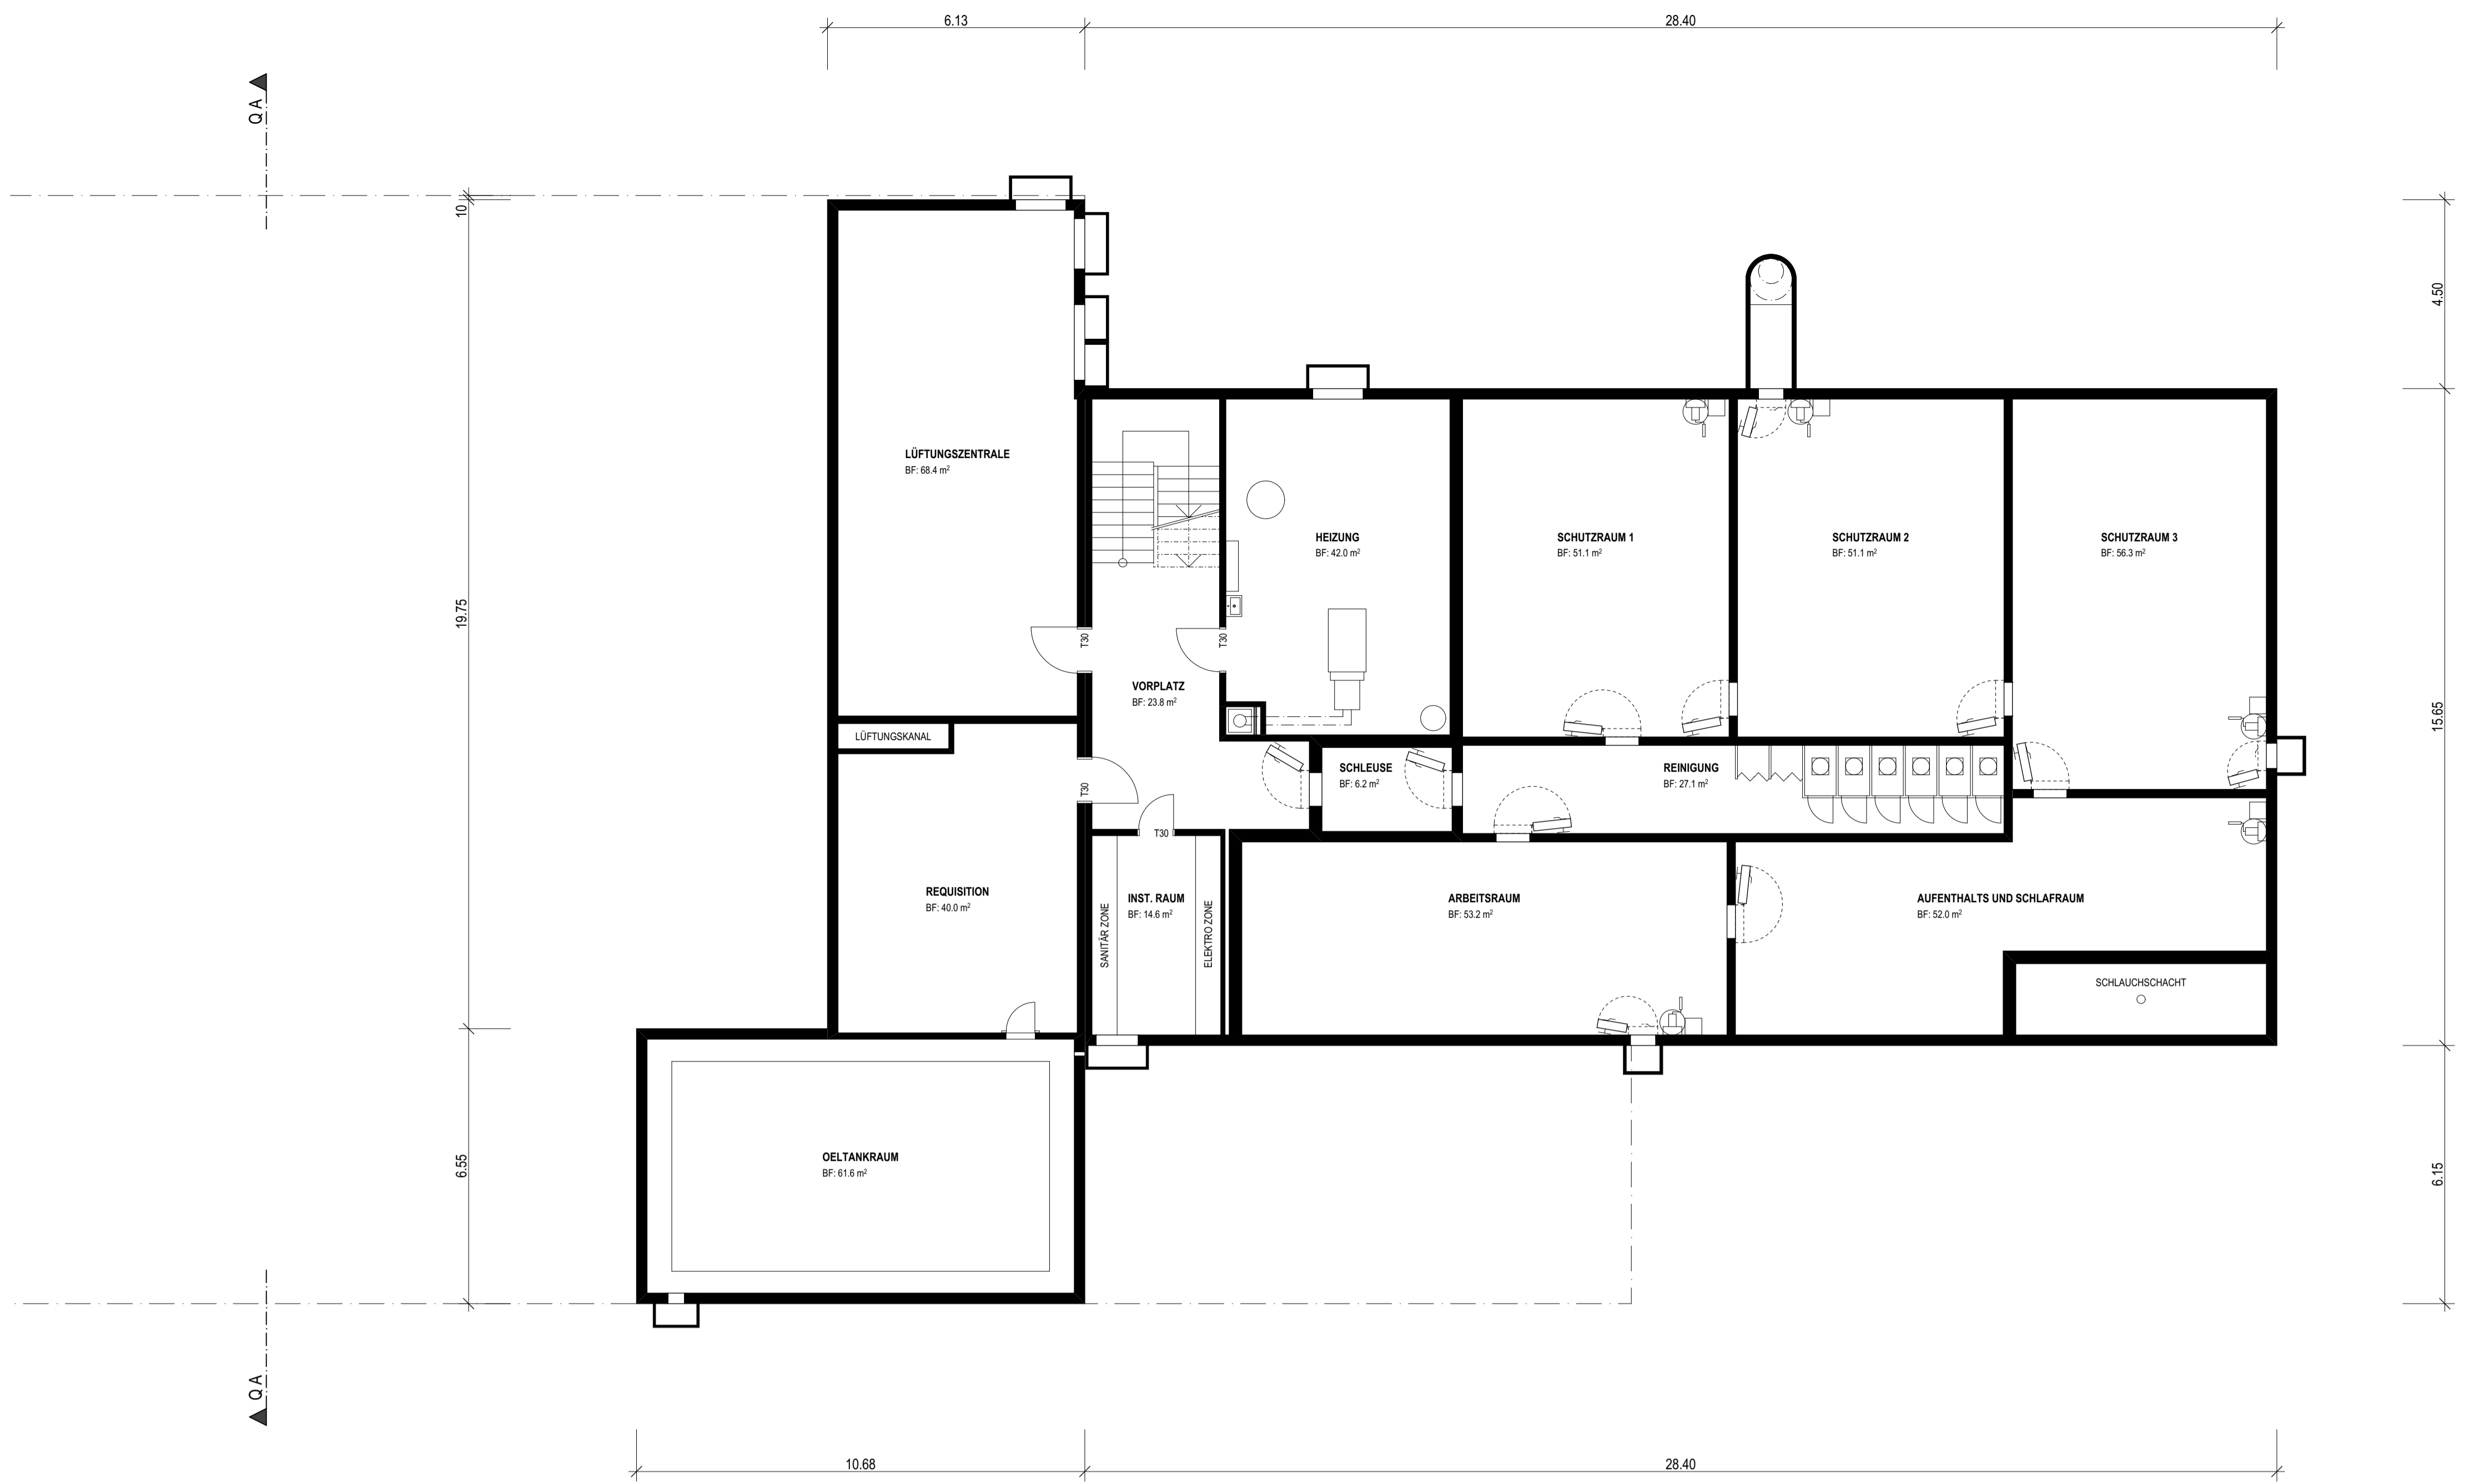 6.13
28.40
QA
10
4.50
LÜFTUNGSZENTRALE
BF: 68.4 m²
HEIZUNG
BF: 42.0 m²
SCHUTZRAUM 1
BF: 51.1 m²
SCHUTZRAUM 2
BF: 51.1 m²
SCHUTZRAUM 3
BF: 56.3 m²
19.75
T30
T30
VORPLATZ
BF: 23.8 m²
15.65
LÜFTUNGSKANAL
SCHLEUSE
BF: 6.2 m²
REINIGUNG
BF: 27.1 m²
T30
T30
REQUISITION
BF: 40.0 m²
SANITÄR ZONE
INST. RAUM
BF: 14.6 m²
ELEKTRO ZONE
ARBEITSRAUM
BF: 53.2 m²
AUFENTHALTS UND SCHLAFRAUM
BF: 52.0 m²
SCHLAUCHSCHACHT
6.55
OELTANKRAUM
BF: 61.6 m²
6.15
QA
10.68
28.40